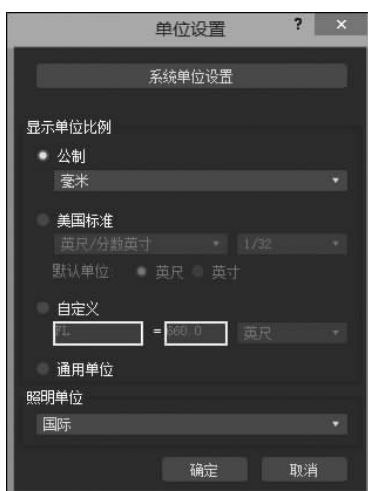 单位设置 ? ×
系统单位设置
显示单位比例
公制
毫米
美国标准
英尺/分数英寸 1/32
默认单位 英尺 英寸
自定义
FL = 660.0 英尺
通用单位
照明单位
国际
确定 取消